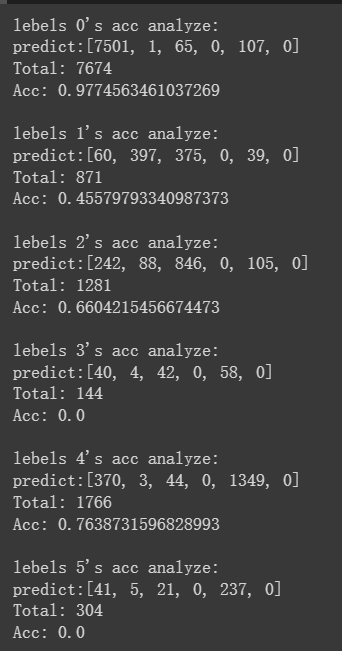 lebels 0's acc analyze:
predict:[7501, 1, 65, 0, 107, 0]
Total: 7674
Acc: 0.9774563461037269
lebels 1's acc analyze:
predict:[60, 397, 375, 0, 39, 0]
Total: 871
Acc: 0.45579793340987373
lebels 2's acc analyze:
predict:[242, 88, 846, 0, 105, 0]
Total: 1281
Acc: 0.6604215456674473
lebels 3's acc analyze:
predict:[40, 4, 42, 0, 58, 0]
Total: 144
Acc: 0.0
lebels 4's acc analyze:
predict:[370, 3, 44, 0, 1349, 0]
Total: 1766
Acc: 0.7638731596828993
lebels 5's acc analyze:
predict:[41, 5, 21, 0, 237, 0]
Total: 304
Acc: 0.0